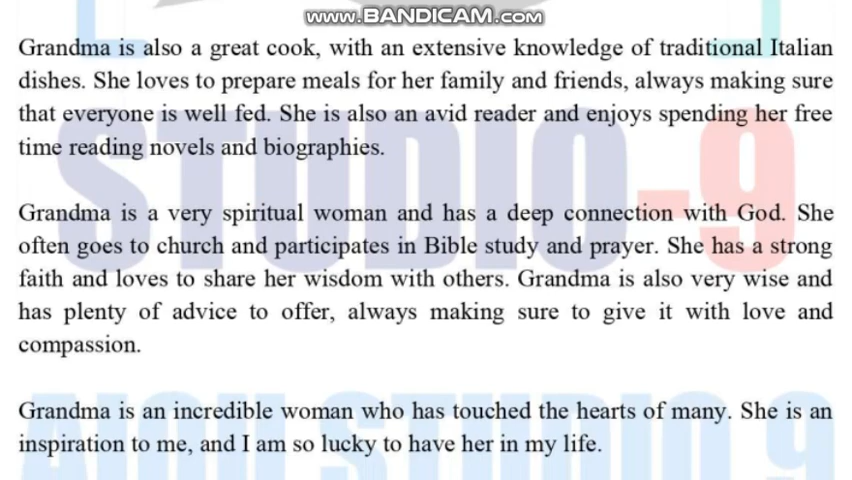 WWW.BANDICAM.COM
Grandma is also a great cook, with an extensive knowledge of traditional Italian
dishes. She loves to prepare meals for her family and friends, always making sure
that everyone is well fed. She is also an avid reader and enjoys spending her free
time reading novels and biographies.
Grandma is a very spiritual woman and has a deep connection with God. She
often goes to church and participates in Bible study and prayer. She has a strong
faith and loves to share her wisdom with others. Grandma is also very wise and
has plenty of advice to offer, always making sure to give it with love and
compassion.
Grandma is an incredible woman who has touched the hearts of many. She is an
inspiration to me, and I am so lucky to have her in my life.
STUDIO-9
AIOU STUDIO 9